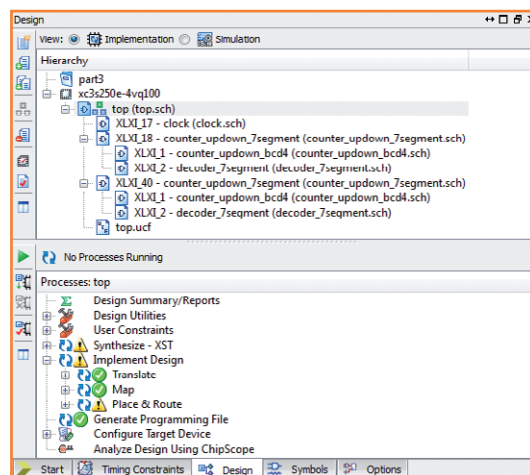 Design
View: Implementation Simulation
Hierarchy
part3
xc3s250e-4vq100
top (top.sch)
XLXI_17 - clock (clock.sch)
XLXI_18 - counter_updown_7segment (counter_updown_7segment.sch)
XLXI_1 - counter_updown_bcd4 (counter_updown_bcd4.sch)
XLXI_2 - decoder_7segment (decoder_7segment.sch)
XLXI_40 - counter_updown_7segment (counter_updown_7segment.sch)
XLXI_1 - counter_updown_bcd4 (counter_updown_bcd4.sch)
XLXI_2 - decoder_7segment (decoder_7segment.sch)
top.ucf
No Processes Running
Processes: top
Design Summary/Reports
Design Utilities
User Constraints
Synthesize - XST
Implement Design
Translate
Map
Place & Route
Generate Programming File
Configure Target Device
Analyze Design Using ChipScope
Start Timing Constraints Design Symbols Options